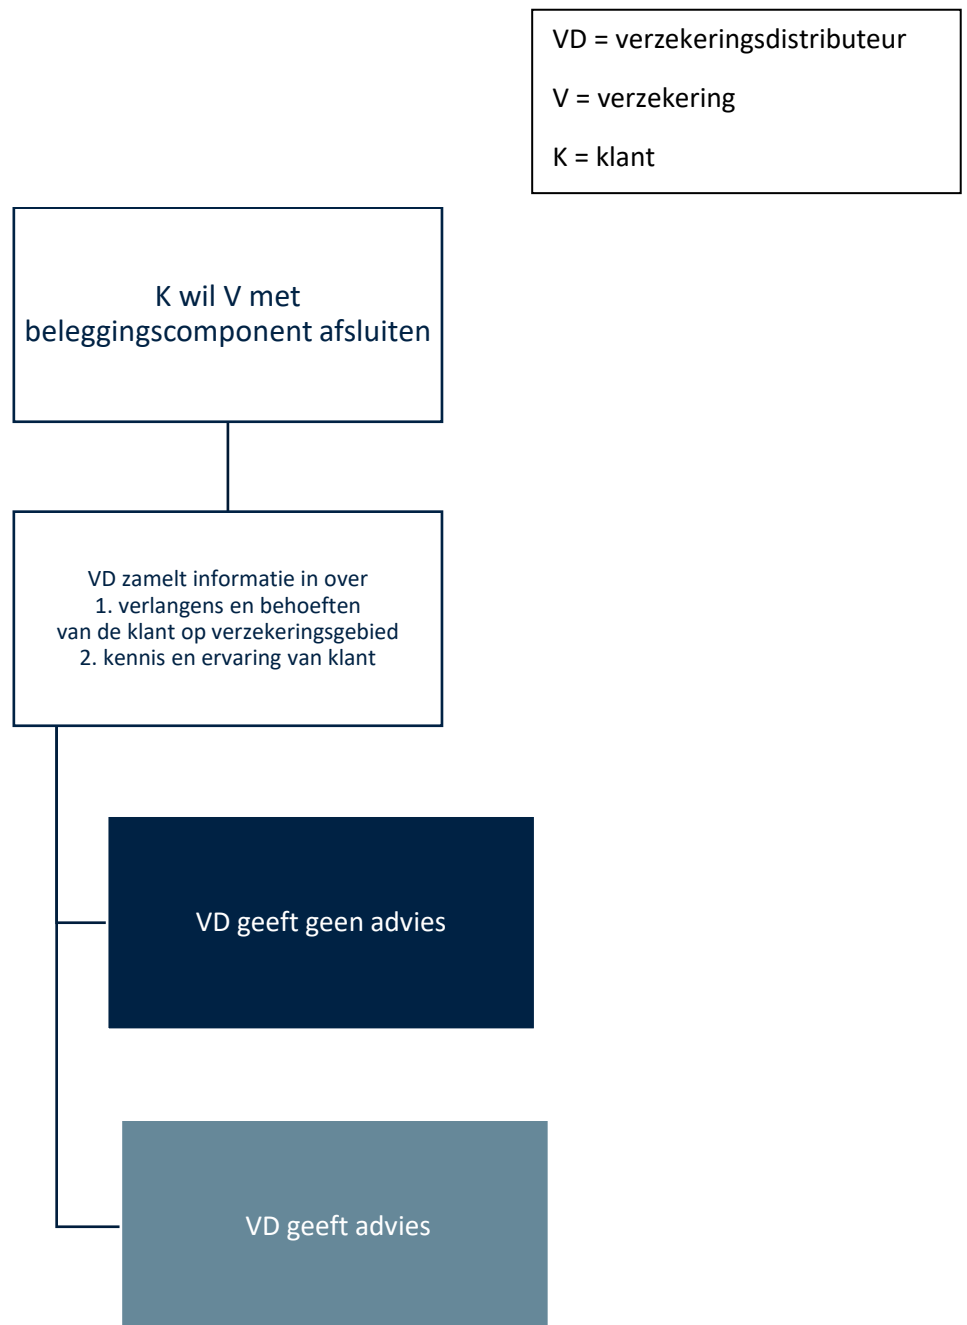 VD = verzekeringsdistributeur
V = verzekering
K = klant
K wil V met
beleggingscomponent afsluiten
VD zamelt informatie in over
1. verlangens en behoeften
van de klant op verzekeringsgebied
2. kennis en ervaring van klant
VD geeft geen advies
VD geeft advies